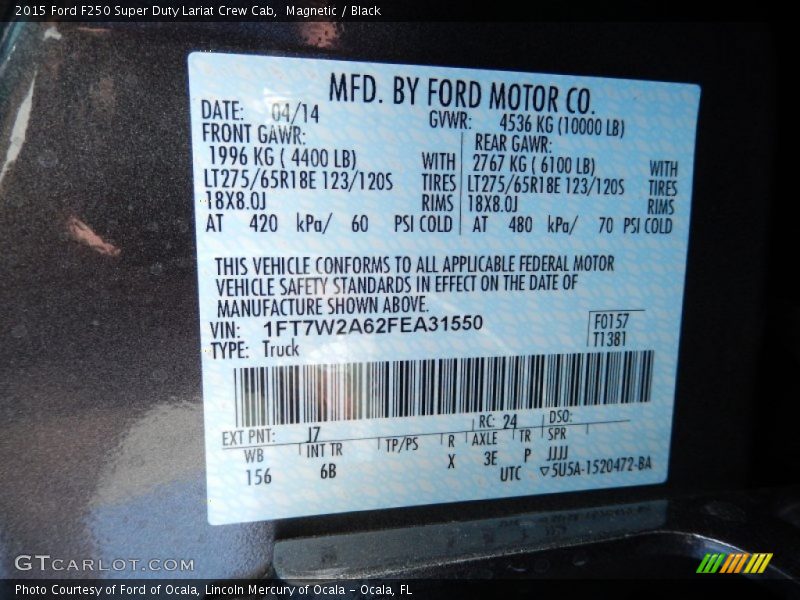 2015 Ford F250 Super Duty Lariat Crew Cab, Magnetic / Black
MFD. BY FORD MOTOR CO.
DATE: 04/14
GVWR: 4536 KG (10000 LB)
FRONT GAWR:
REAR GAWR:
1996 KG ( 4400 LB) WITH
2767 KG ( 6100 LB) WITH
LT275/65R18E 123/120S TIRES
LT275/65R18E 123/120S TIRES
18X8.0J RIMS
18X8.0J RIMS
AT 420 kPa/ 60 PSI COLD
AT 480 kPa/ 70 PSI COLD
THIS VEHICLE CONFORMS TO ALL APPLICABLE FEDERAL MOTOR
VEHICLE SAFETY STANDARDS IN EFFECT ON THE DATE OF
MANUFACTURE SHOWN ABOVE.
VIN: 1FT7W2A62FEA31550
F0157
TYPE: Truck
T1381
EXT PNT: J7 RC: 24 DSO:
WB INT TR TP/PS R AXLE TR SPR
156 6B X 3E P JJJJ
UTC ▽5U5A-1520472-BA
GTCARLOT.COM
Photo Courtesy of Ford of Ocala, Lincoln Mercury of Ocala - Ocala, FL